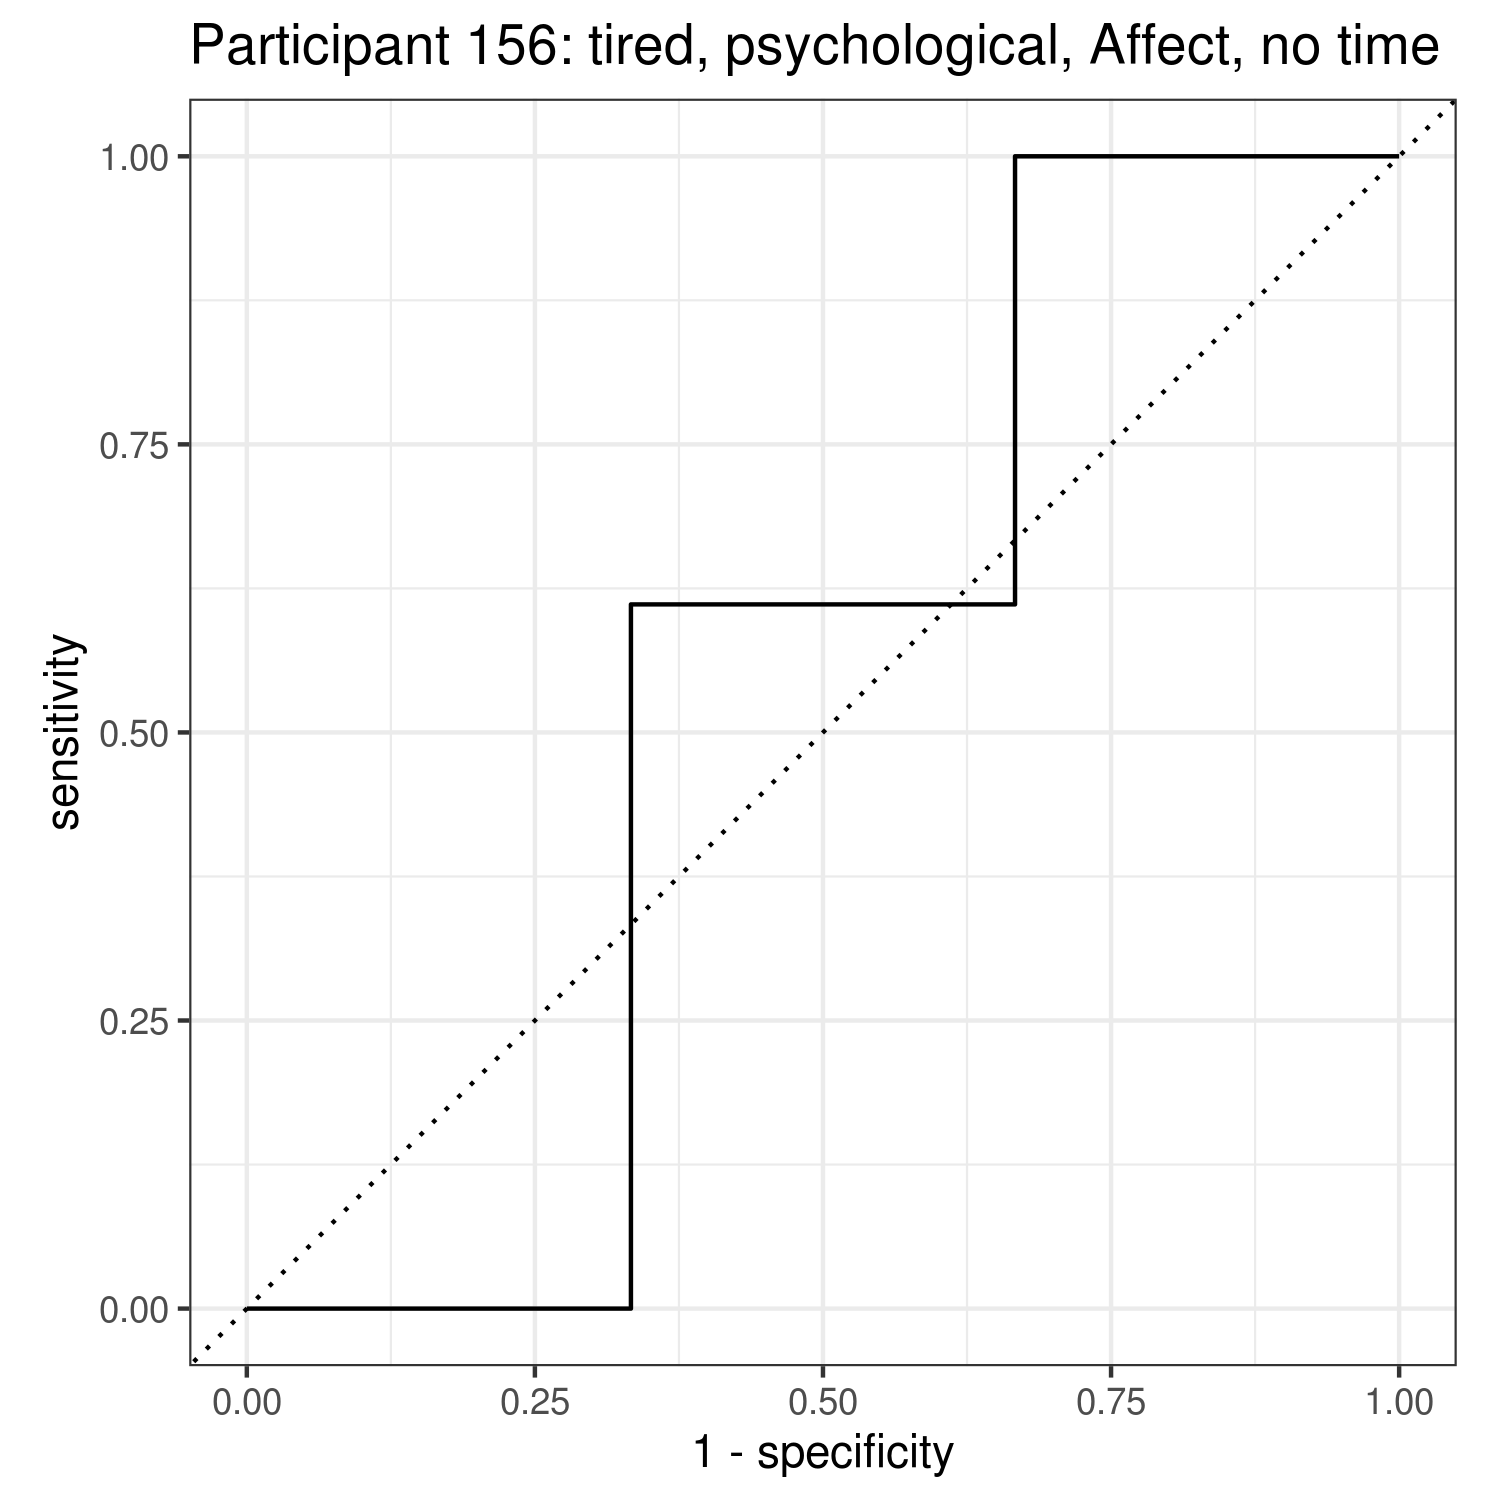 Participant 156: tired, psychological, Affect, no time
1.00
0.75
0.50
0.25
0.00
sensitivity
0.00 0.25 0.50 0.75 1.00
1 - specificity